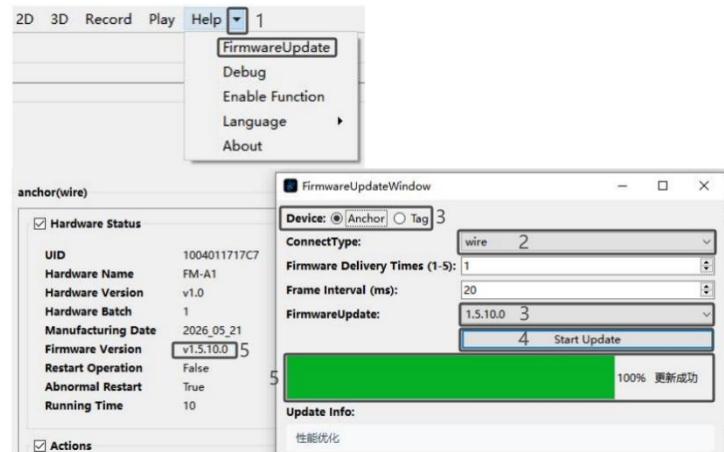 2D 3D Record Play Help 1
FirmwareUpdate
Debug
Enable Function
Language
About
anchor(wire)
Hardware Status
UID 1004011717C7
Hardware Name FM-A1
Hardware Version v1.0
Hardware Batch 1
Manufacturing Date 2026_05_21
Firmware Version v1.5.10.0 5
Restart Operation False
Abnormal Restart True
Running Time 10
Actions
FirmwareUpdateWindow
Device: Anchor Tag 3
ConnectType: wire 2
Firmware Delivery Times (1-5): 1
Frame Interval (ms): 20
FirmwareUpdate: 1.5.10.0 3
4 Start Update
5 100% 更新成功
Update Info:
性能优化